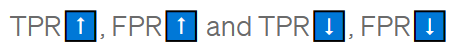 TPR⬆, FPR⬆ and TPR⬇, FPR⬇